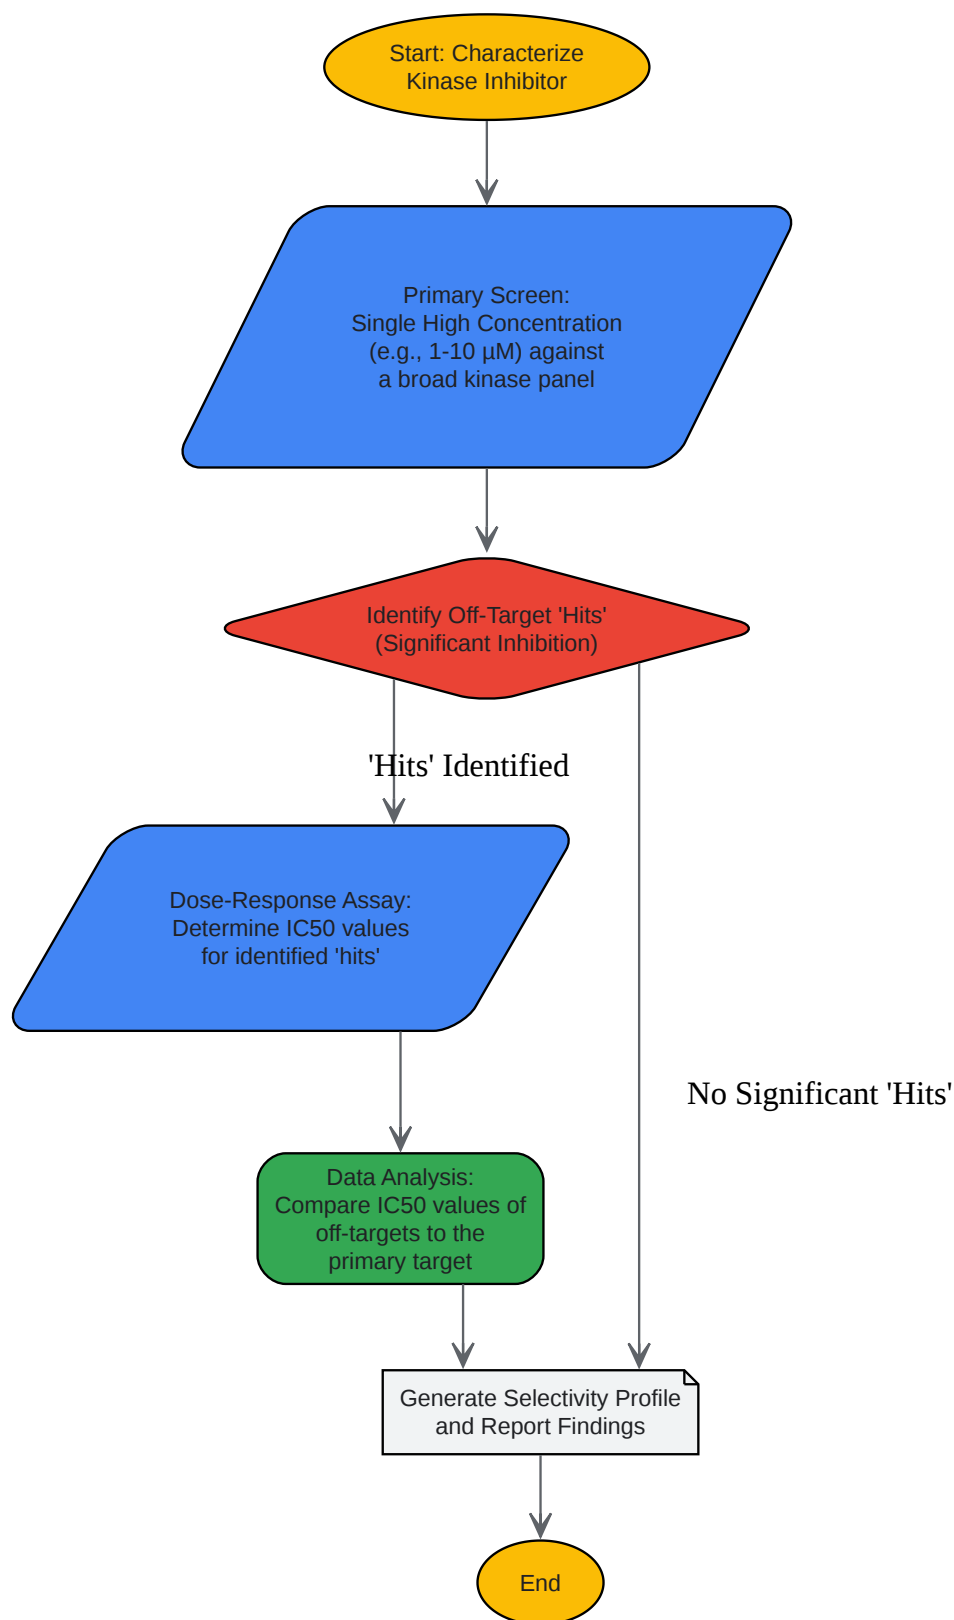 Start: Characterize
Kinase Inhibitor
Primary Screen:
Single High Concentration
(e.g., 1-10 µM) against
a broad kinase panel
Identify Off-Target 'Hits'
(Significant Inhibition)
'Hits' Identified
Dose-Response Assay:
Determine IC50 values
for identified 'hits'
No Significant 'Hits'
Data Analysis:
Compare IC50 values of
off-targets to the
primary target
Generate Selectivity Profile
and Report Findings
End